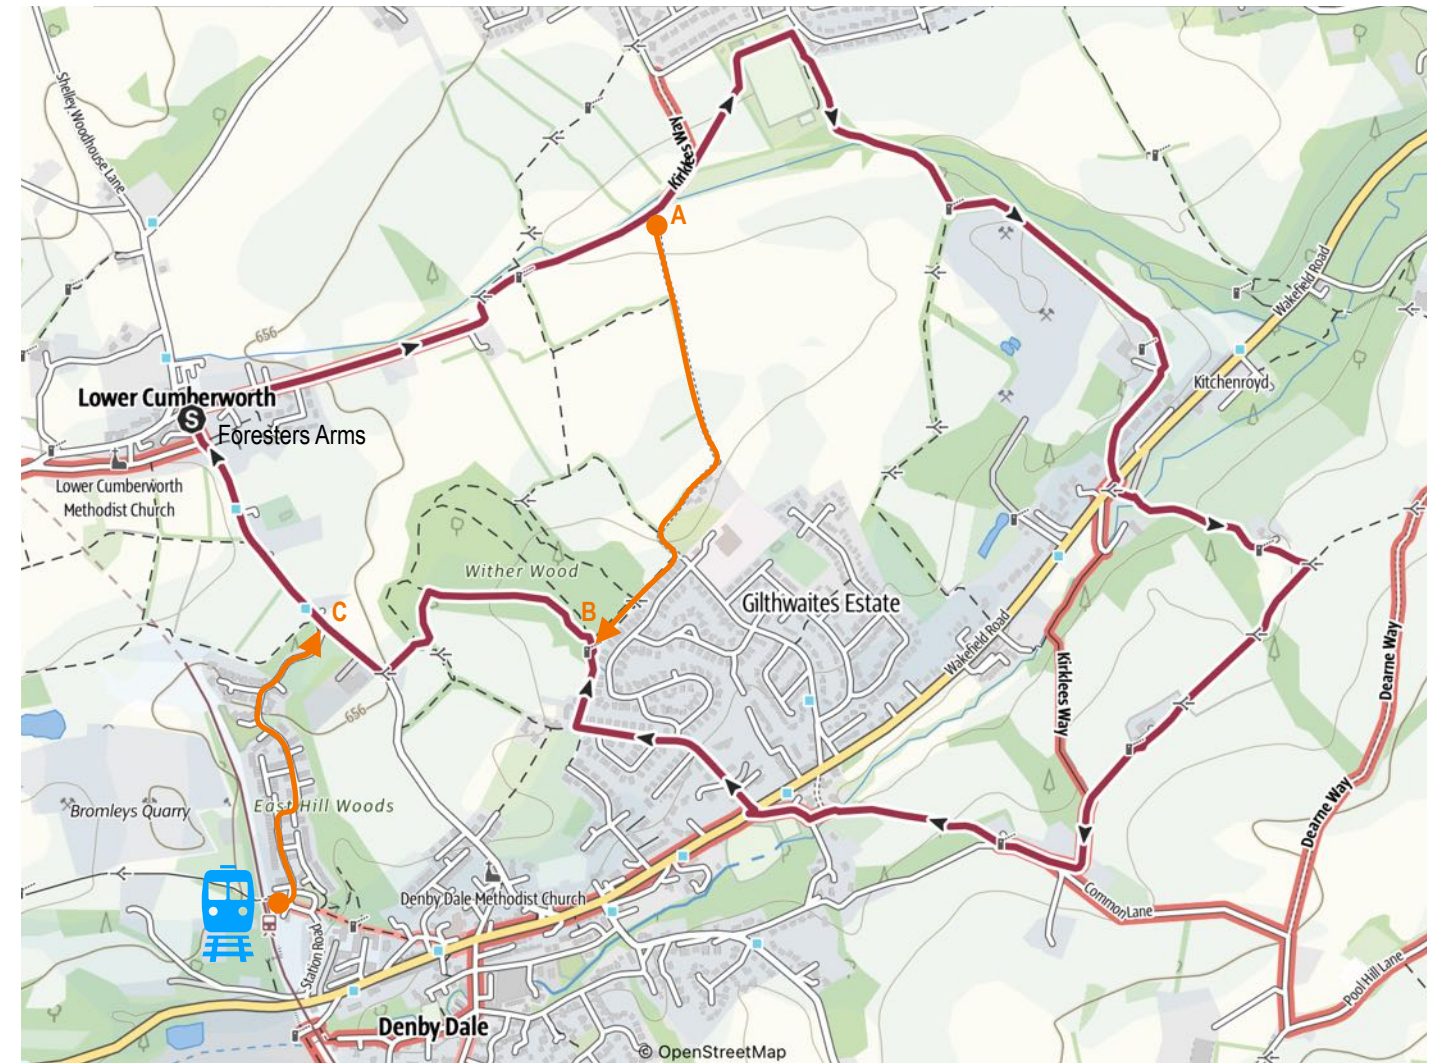 Shelley Woodhouse Lane
Kirklees Way
A
Wakefield Road
656
Kitchenroyd
Lower Cumberworth
S
Foresters Arms
Lower Cumberworth
Methodist Church
Wither Wood
B
Gilthwaites Estate
C
Wakefield Road
Kirklees Way
Dearne Way
656
Bromleys Quarry
East Hill Woods
Dearne Way
Denby Dale Methodist Church
Common Lane
Station Road
Pool Hill Lane
Denby Dale
© OpenStreetMap